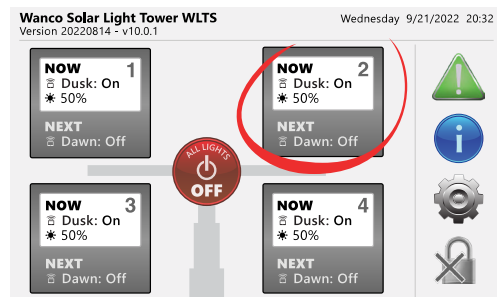 Wanco Solar Light Tower WLTS
Wednesday 9/21/2022 20:32
Version 20220814 - v10.0.1
NOW 1
Dusk: On
50%
NEXT
Dawn: Off
NOW 2
Dusk: On
50%
NEXT
Dawn: Off
ALL LIGHTS
OFF
NOW 3
Dusk: On
50%
NEXT
Dawn: Off
NOW 4
Dusk: On
50%
NEXT
Dawn: Off